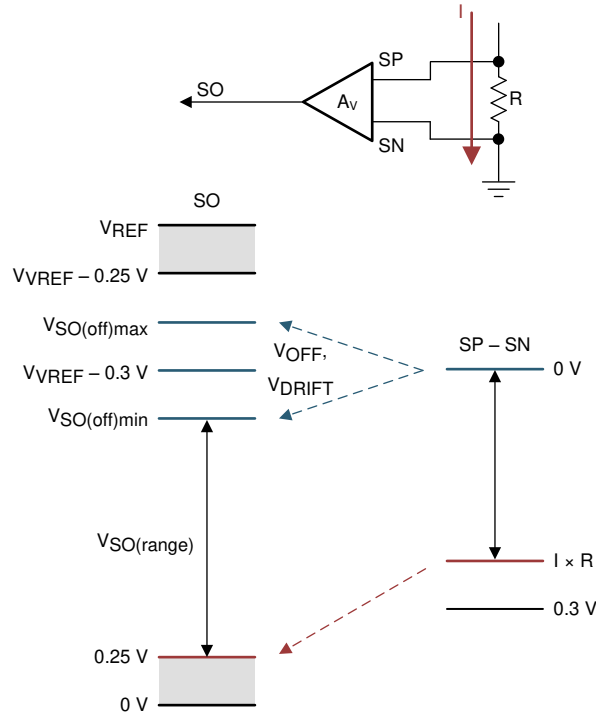 I
SP
SO
AV
R
SN
SO
VREF
VVREF – 0.25 V
VSO(off)max
VOFF,
SP – SN
VVREF – 0.3 V
0 V
VDRIFT
VSO(off)min
VSO(range)
I × R
0.3 V
0.25 V
0 V